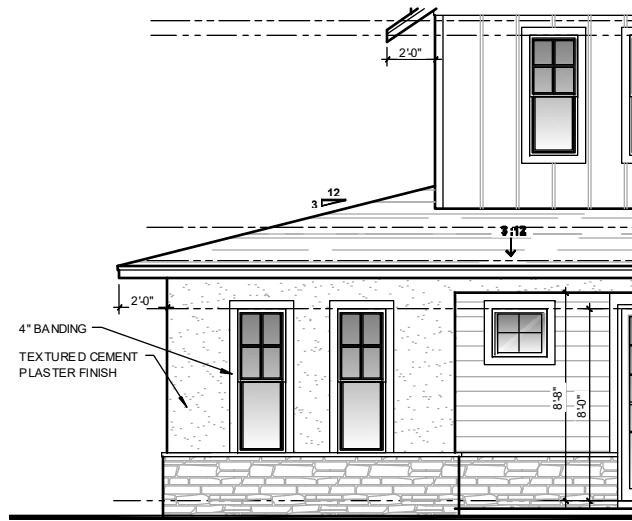 2'-0"
12
3
3:12
2'-0"
4" BANDING
TEXTURED CEMENT
PLASTER FINISH
8'-8"
8'-0"